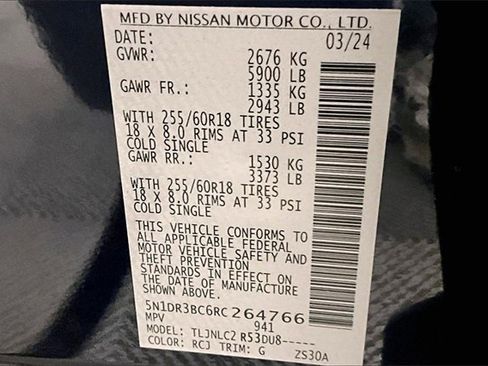 MFD BY NISSAN MOTOR CO., LTD.
DATE: 03/24
GVWR: 2676 KG
5900 LB
GAWR FR.: 1335 KG
2943 LB
WITH 255/60R18 TIRES
18 X 8.0 RIMS AT 33 PSI
COLD SINGLE
GAWR RR.: 1530 KG
3373 LB
WITH 255/60R18 TIRES
18 X 8.0 RIMS AT 33 PSI
COLD SINGLE
THIS VEHICLE CONFORMS TO
ALL APPLICABLE FEDERAL
MOTOR VEHICLE SAFETY AND
THEFT PREVENTION
STANDARDS IN EFFECT ON
THE DATE OF MANUFACTURE
SHOWN ABOVE.
5N1DR3BC6RC264766
MPV 941
MODEL: TLJNLC2 R53DU8-----
COLOR: RCJ TRIM: G ZS30A